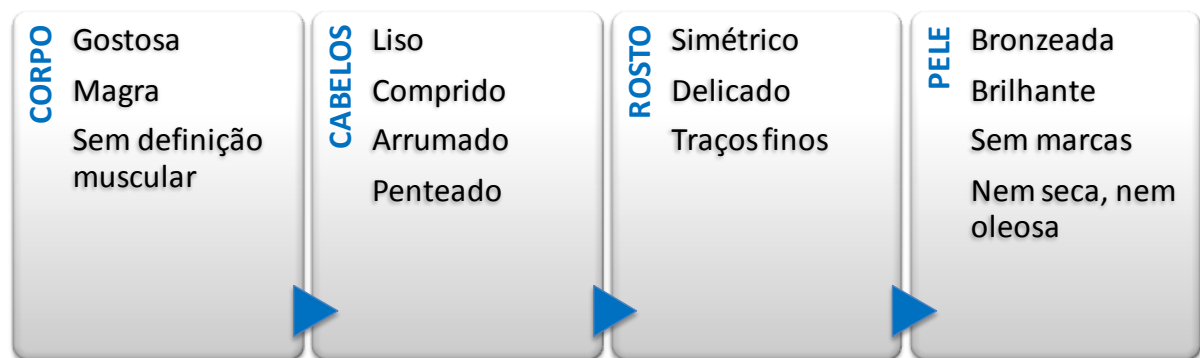 CORPO
Gostosa
Magra
Sem definição
muscular
CABELOS
Liso
Comprido
Arrumado
Penteado
ROSTO
Simétrico
Delicado
Traços finos
PELE
Bronzeada
Brilhante
Sem marcas
Nem seca, nem
oleosa